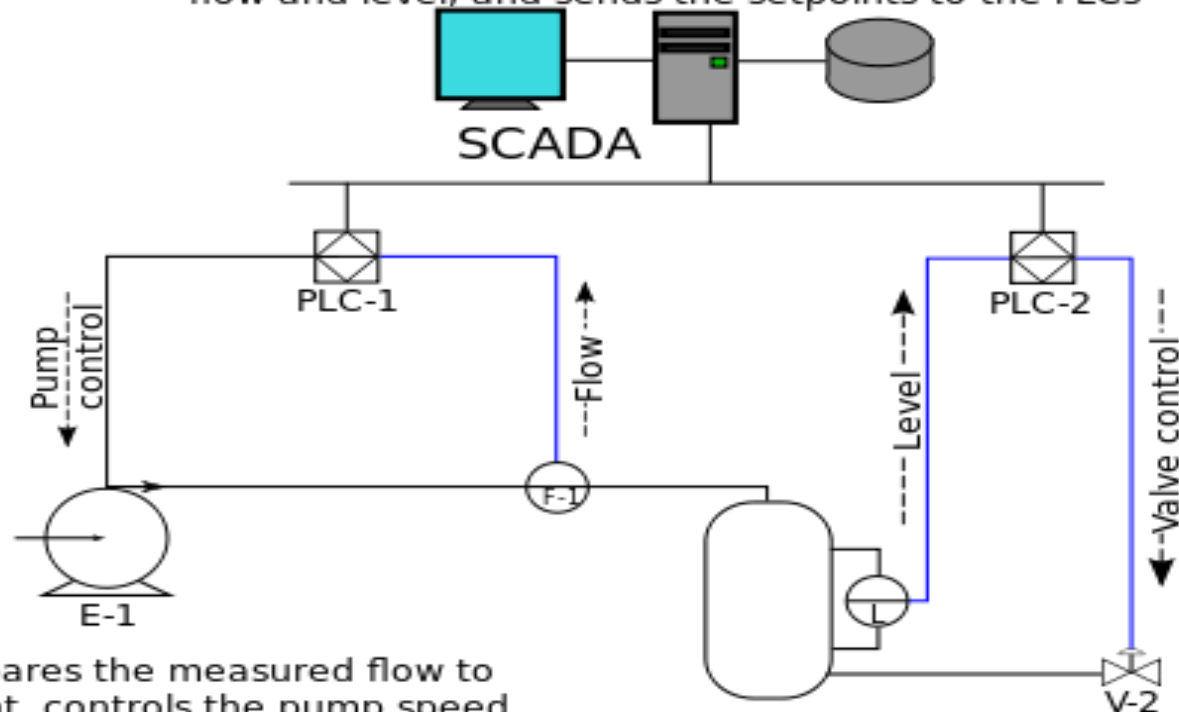 flow and level, and sends the setpoints to the PLCs
SCADA
PLC-1
PLC-2
Pump
control
Flow
Level
Valve control
F-1
L
E-1
V-2
ares the measured flow to
controls the pump speed